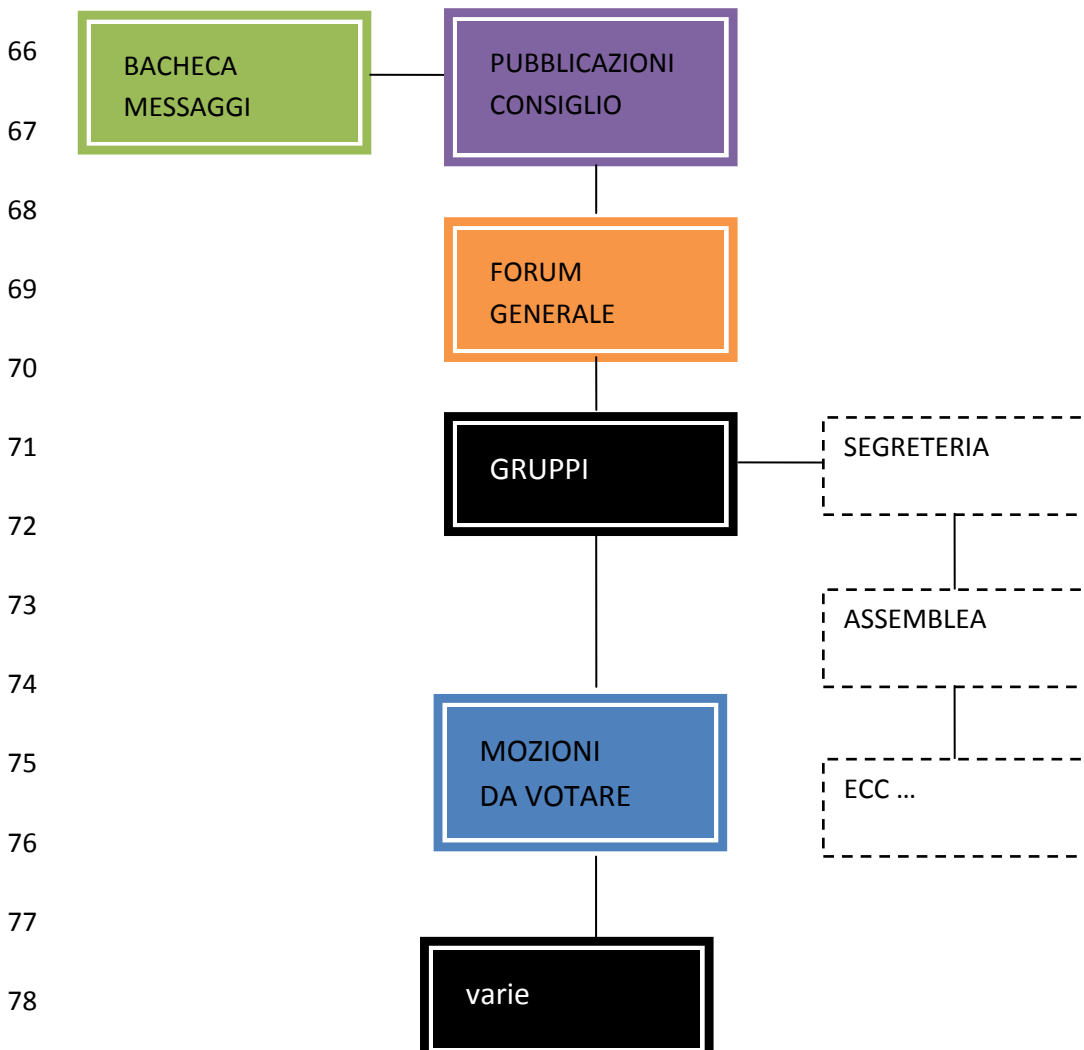 66
BACHECA
MESSAGGI
PUBBLICAZIONI
CONSIGLIO
67
68
69
FORUM
GENERALE
70
71
GRUPPI
SEGRETERIA
72
73
ASSEMBLEA
74
75
MOZIONI
DA VOTARE
ECC ...
76
77
78
varie